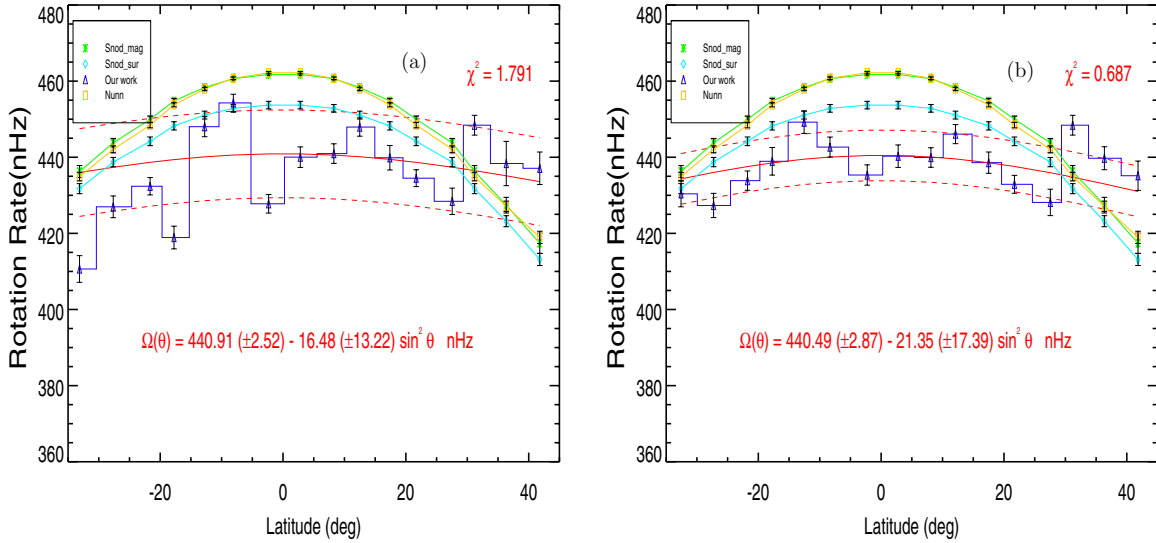 480
460
440
420
400
380
360
Rotation Rate(nHz)
Snod_mag
Snod_sur
Our work
Nunn
(a)
χ² = 1.791
Ω(θ) = 440.91 (±2.52) - 16.48 (±13.22) sin² θ nHz
-20
0
20
40
Latitude (deg)
480
460
440
420
400
380
360
Rotation Rate(nHz)
Snod_mag
Snod_sur
Our work
Nunn
(b)
χ² = 0.687
Ω(θ) = 440.49 (±2.87) - 21.35 (±17.39) sin² θ nHz
-20
0
20
40
Latitude (deg)